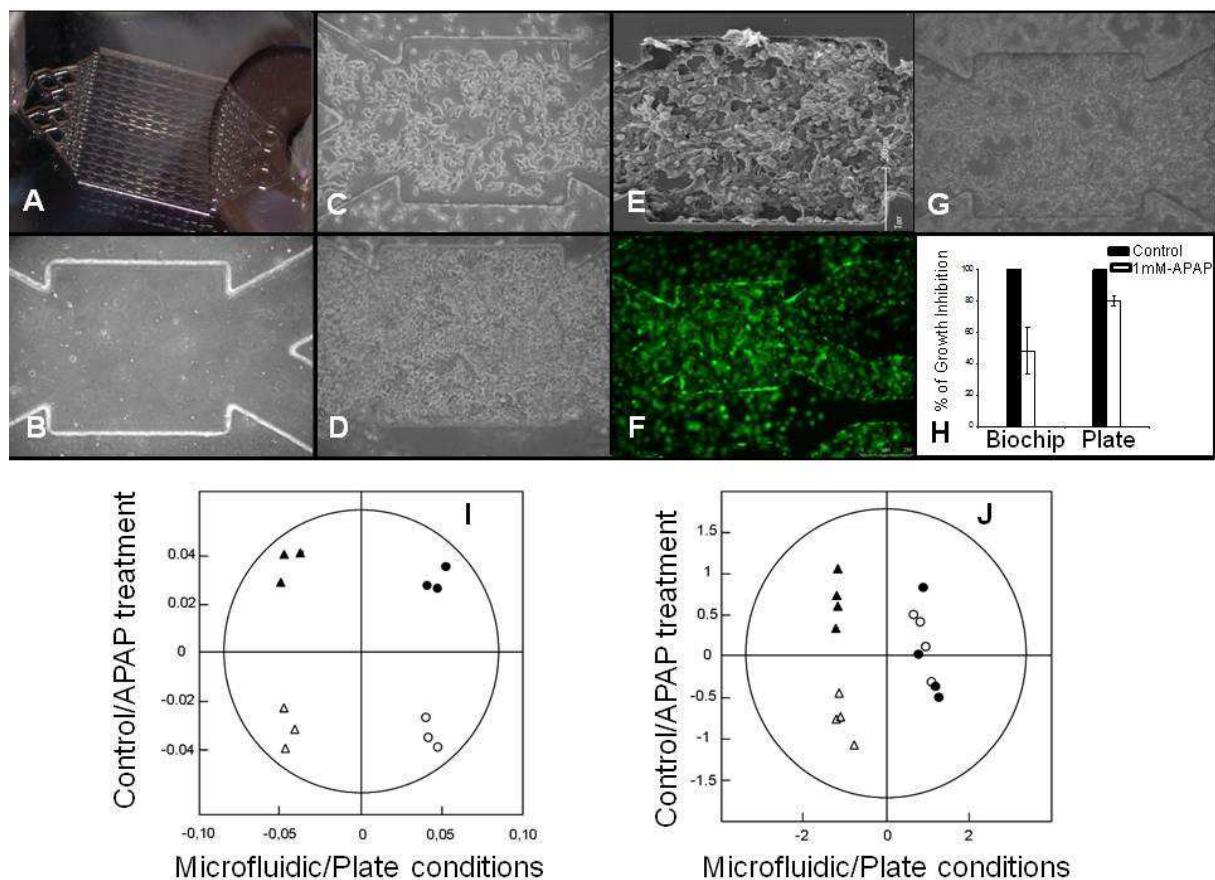 A
B
C
D
E
F
G
H
Control
1mM-APAP
% of Growth Inhibition
100
80
60
40
20
0
Biochip Plate
I
Control/APAP treatment
0.04
0.02
0
-0.02
-0.04
-0,10 -0,05 0 0,05 0,10
Microfluidic/Plate conditions
J
Control/APAP treatment
1.5
1
0.5
0
-0.5
-1
-1.5
-2 0 2
Microfluidic/Plate conditions